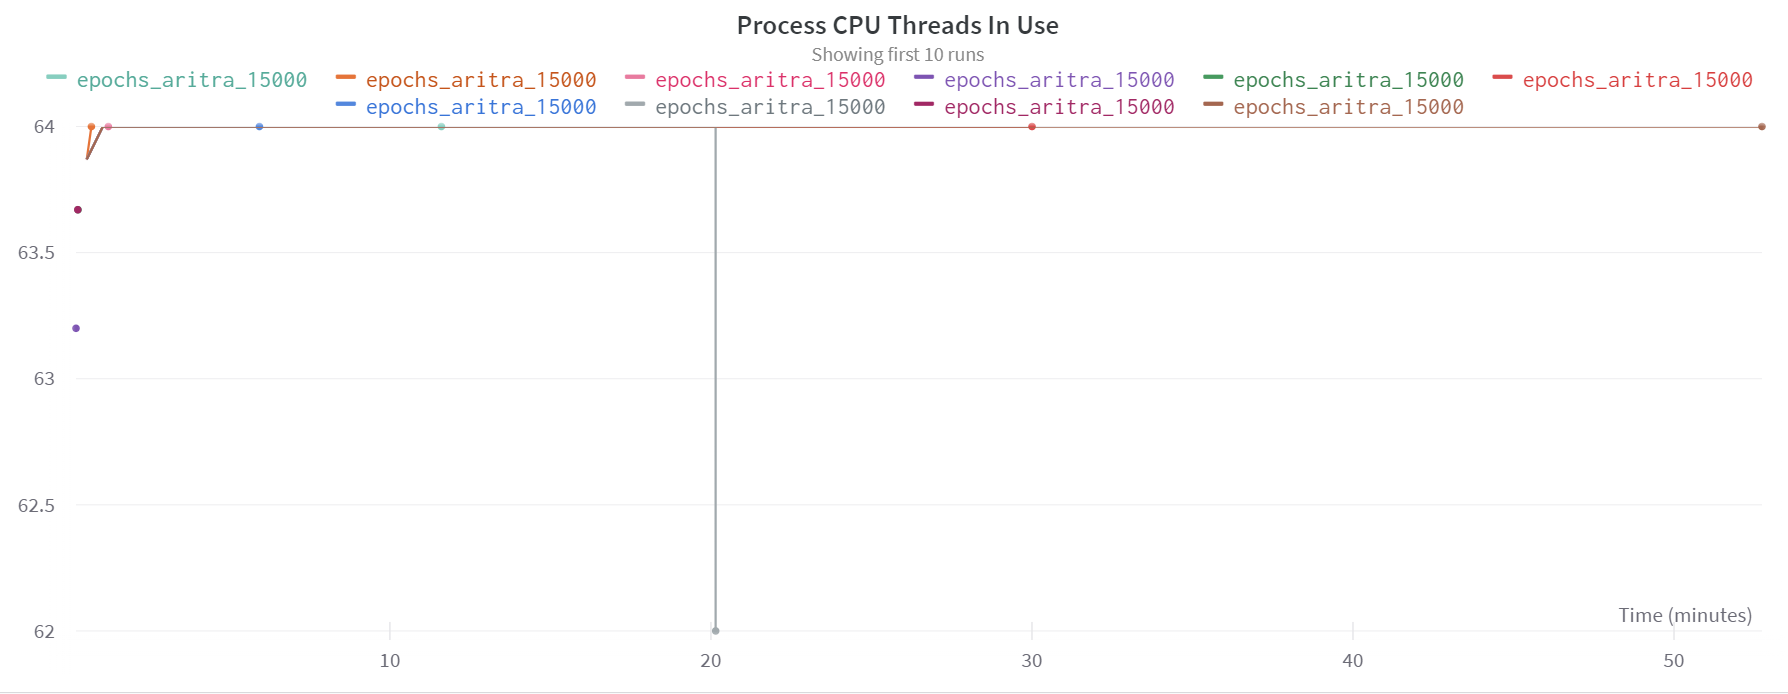 Process CPU Threads In Use
Showing first 10 runs
epochs_aritra_15000 epochs_aritra_15000 epochs_aritra_15000 epochs_aritra_15000 epochs_aritra_15000 epochs_aritra_15000
epochs_aritra_15000 epochs_aritra_15000 epochs_aritra_15000 epochs_aritra_15000
64
63.5
63
62.5
Time (minutes)
62
10 20 30 40 50